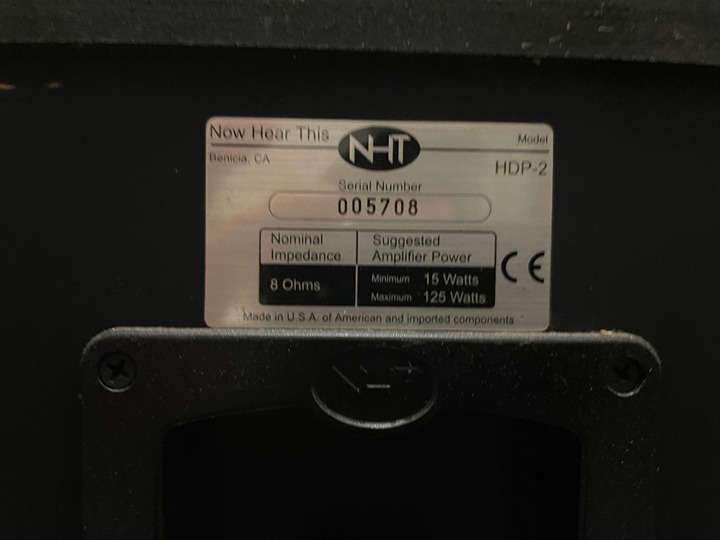 Now Hear This
NHT
Model
Benicia, CA
HDP-2
Serial Number
005708
Nominal Impedance
Suggested Amplifier Power
8 Ohms
Minimum 15 Watts
Maximum 125 Watts
CE
Made in U.S.A. of American and imported components